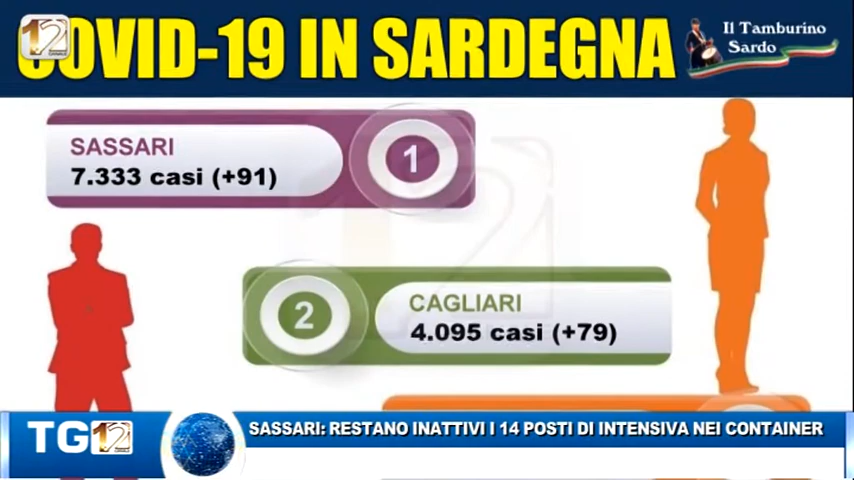 COVID-19 IN SARDEGNA
12
Il Tamburino
Sardo
SASSARI
7.333 casi (+91)
1
2
CAGLIARI
4.095 casi (+79)
TG12
SASSARI: RESTANO INATTIVI I 14 POSTI DI INTENSIVA NEI CONTAINER